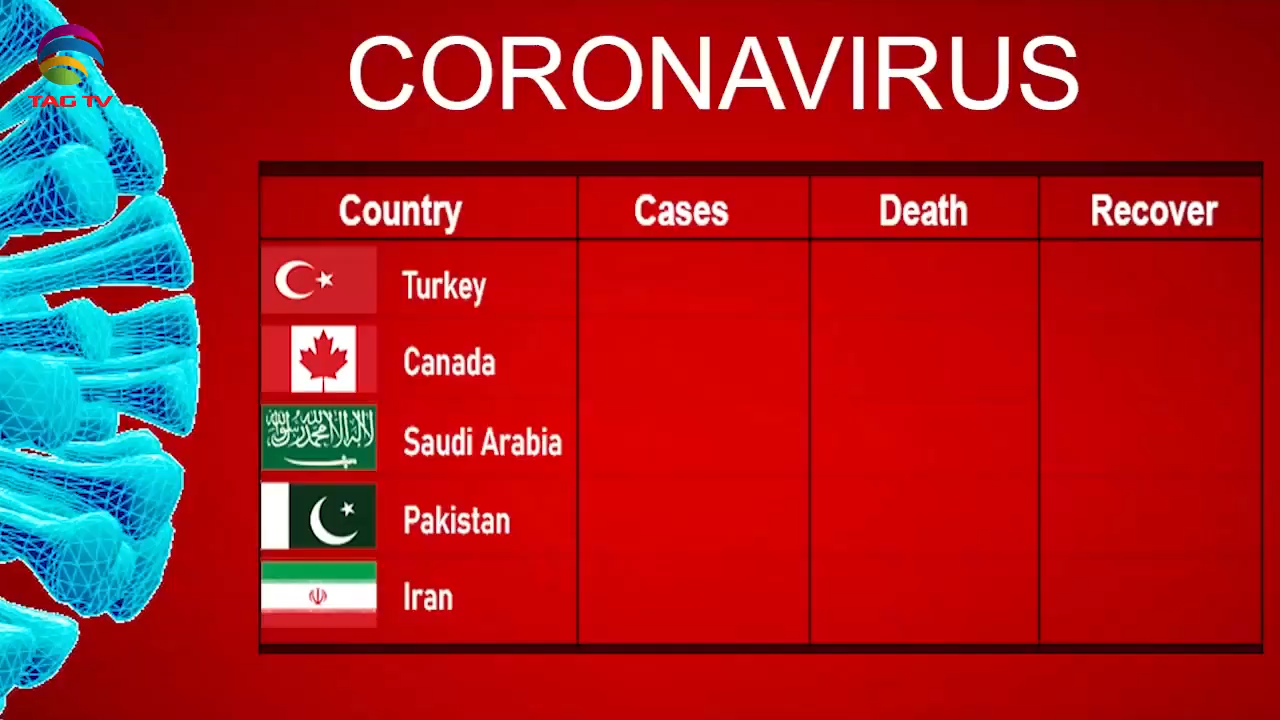 TAG TV
CORONAVIRUS
Country Cases Death Recover
Turkey
Canada
Saudi Arabia
Pakistan
Iran